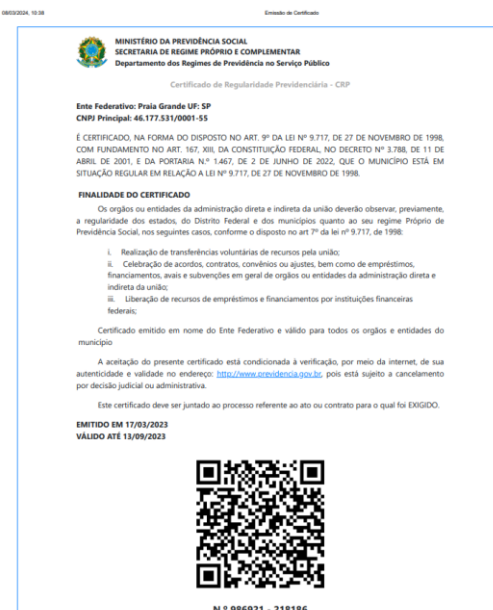 08/03/2024, 10:38
Emissão de Certificado
MINISTÉRIO DA PREVIDÊNCIA SOCIAL
SECRETARIA DE REGIME PRÓPRIO E COMPLEMENTAR
Departamento dos Regimes de Previdência no Serviço Público
Certificado de Regularidade Previdenciária - CRP
Ente Federativo: Praia Grande UF: SP
CNPJ Principal: 46.177.531/0001-55
É CERTIFICADO, NA FORMA DO DISPOSTO NO ART. 9º DA LEI Nº 9.717, DE 27 DE NOVEMBRO DE 1998,
COM FUNDAMENTO NO ART. 167, XIII, DA CONSTITUIÇÃO FEDERAL, NO DECRETO Nº 3.788, DE 11 DE
ABRIL DE 2001, E DA PORTARIA N.º 1.467, DE 2 DE JUNHO DE 2022, QUE O MUNICÍPIO ESTÁ EM
SITUAÇÃO REGULAR EM RELAÇÃO A LEI Nº 9.717, DE 27 DE NOVEMBRO DE 1998.
FINALIDADE DO CERTIFICADO
Os orgãos ou entidades da administração direta e indireta da união deverão observar, previamente,
a regularidade dos estados, do Distrito Federal e dos municípios quanto ao seu regime Próprio de
Previdência Social, nos seguintes casos, conforme o disposto no art 7º da lei nº 9.717, de 1998:
i. Realização de transferências voluntárias de recursos pela união;
ii. Celebração de acordos, contratos, convênios ou ajustes, bem como de empréstimos,
financiamentos, avais e subvenções em geral de orgãos ou entidades da administração direta e
indireta da união;
iii. Liberação de recursos de empréstimos e financiamentos por instituições financeiras
federais;
Certificado emitido em nome do Ente Federativo e válido para todos os orgãos e entidades do
município
A aceitação do presente certificado está condicionada à verificação, por meio da internet, de sua
autenticidade e validade no endereço: http://www.previdencia.gov.br, pois está sujeito a cancelamento
por decisão judicial ou administrativa.
Este certificado deve ser juntado ao processo referente ao ato ou contrato para o qual foi EXIGIDO.
EMITIDO EM 17/03/2023
VÁLIDO ATÉ 13/09/2023
N.º 986931 - 218186